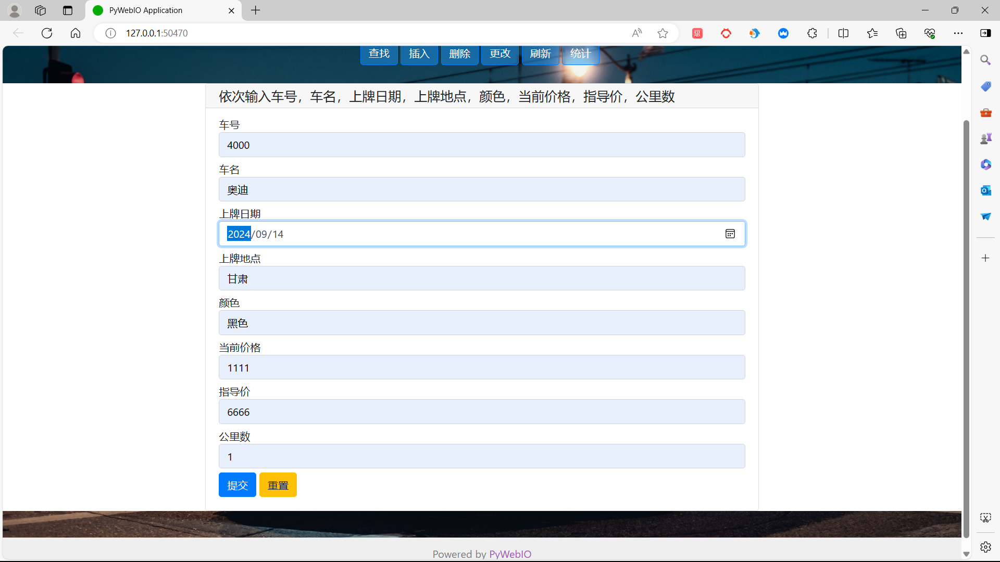 PyWebIO Application
127.0.0.1:50470
惠
查找 插入 删除 更改 刷新 统计
依次输入车号，车名，上牌日期，上牌地点，颜色，当前价格，指导价，公里数
车号
4000
车名
奥迪
上牌日期
2024/09/14
上牌地点
甘肃
颜色
黑色
当前价格
1111
指导价
6666
公里数
1
提交 重置
Powered by PyWebIO